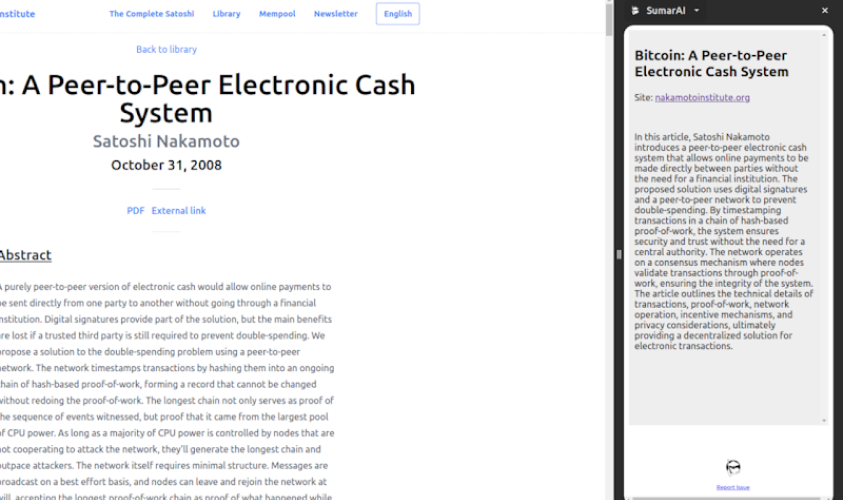 nstitute
The Complete Satoshi Library Mempool Newsletter English
Back to library
n: A Peer-to-Peer Electronic Cash
System
Satoshi Nakamoto
October 31, 2008
PDF External link
Abstract
A purely peer-to-peer version of electronic cash would allow online payments to
be sent directly from one party to another without going through a financial
institution. Digital signatures provide part of the solution, but the main benefits
are lost if a trusted third party is still required to prevent double-spending. We
propose a solution to the double-spending problem using a peer-to-peer
network. The network timestamps transactions by hashing them into an ongoing
chain of hash-based proof-of-work, forming a record that cannot be changed
without redoing the proof-of-work. The longest chain not only serves as proof of
the sequence of events witnessed, but proof that it came from the largest pool
of CPU power. As long as a majority of CPU power is controlled by nodes that are
not cooperating to attack the network, they'll generate the longest chain and
outpace attackers. The network itself requires minimal structure. Messages are
broadcast on a best effort basis, and nodes can leave and rejoin the network at
will, accepting the longest proof-of-work chain as proof of what happened while
SumarAI
Bitcoin: A Peer-to-Peer
Electronic Cash System
Site: nakamotoinstitute.org
In this article, Satoshi Nakamoto
introduces a peer-to-peer electronic cash
system that allows online payments to be
made directly between parties without
the need for a financial institution. The
proposed solution uses digital signatures
and a peer-to-peer network to prevent
double-spending. By timestamping
transactions in a chain of hash-based
proof-of-work, the system ensures
security and trust without the need for a
central authority. The network operates
on a consensus mechanism where nodes
validate transactions through proof-of-
work, ensuring the integrity of the system.
The article outlines the technical details of
transactions, proof-of-work, network
operation, incentive mechanisms, and
privacy considerations, ultimately
providing a decentralized solution for
electronic transactions.
Report Issue